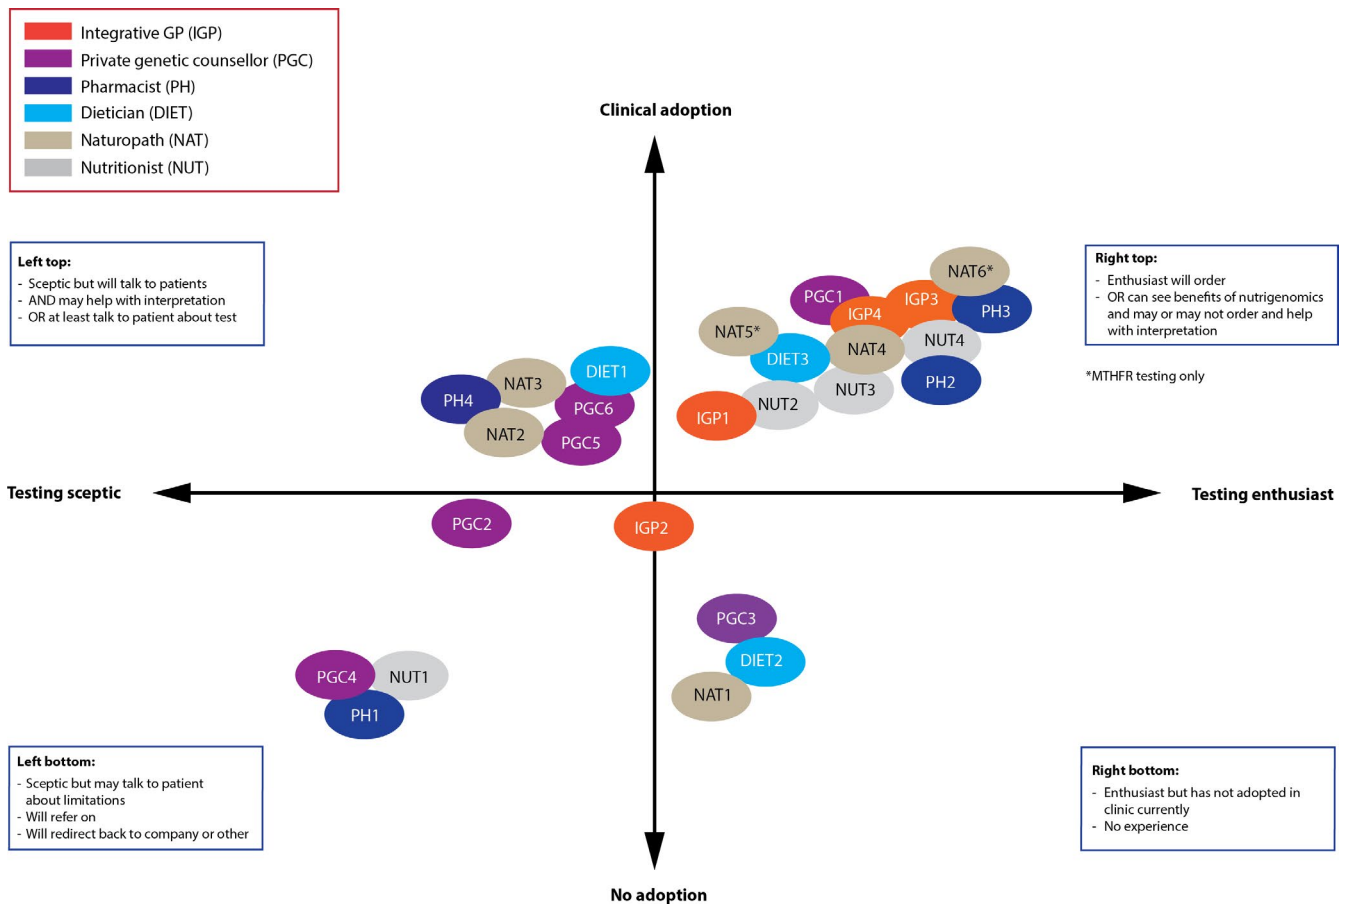 Integrative GP (IGP)
Private genetic counsellor (PGC)
Pharmacist (PH)
Dietician (DIET)
Naturopath (NAT)
Nutritionist (NUT)
Clinical adoption
Left top:
- Sceptic but will talk to patients
- AND may help with interpretation
- OR at least talk to patient about test
Right top:
- Enthusiast will order
- OR can see benefits of nutrigenomics
and may or may not order and help
with interpretation
*MTHFR testing only
NAT6*
PGC1
IGP3
IGP4
PH3
NAT5*
DIET3
NAT4
NUT4
PH2
NUT3
NUT2
IGP1
DIET1
NAT3
PH4
PGC6
NAT2
PGC5
Testing sceptic
Testing enthusiast
PGC2
IGP2
PGC3
DIET2
NAT1
PGC4
NUT1
PH1
Left bottom:
- Sceptic but may talk to patient
about limitations
- Will refer on
- Will redirect back to company or other
Right bottom:
- Enthusiast but has not adopted in
clinic currently
- No experience
No adoption